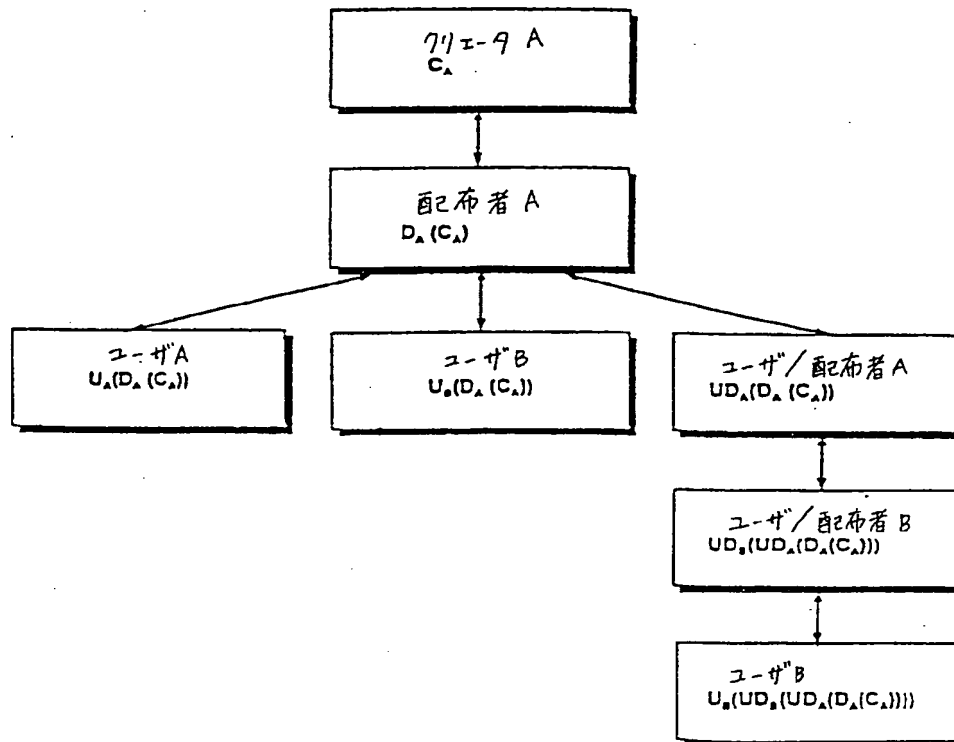 クリエータ A
C_A
配布者 A
D_A (C_A)
ユーザA
U_A(D_A (C_A))
ユーザB
U_B(D_A (C_A))
ユーザ/配布者 A
UD_A(D_A (C_A))
ユーザ/配布者 B
UD_B(UD_A(D_A(C_A)))
ユーザB
U_B(UD_B(UD_A(D_A(C_A))))